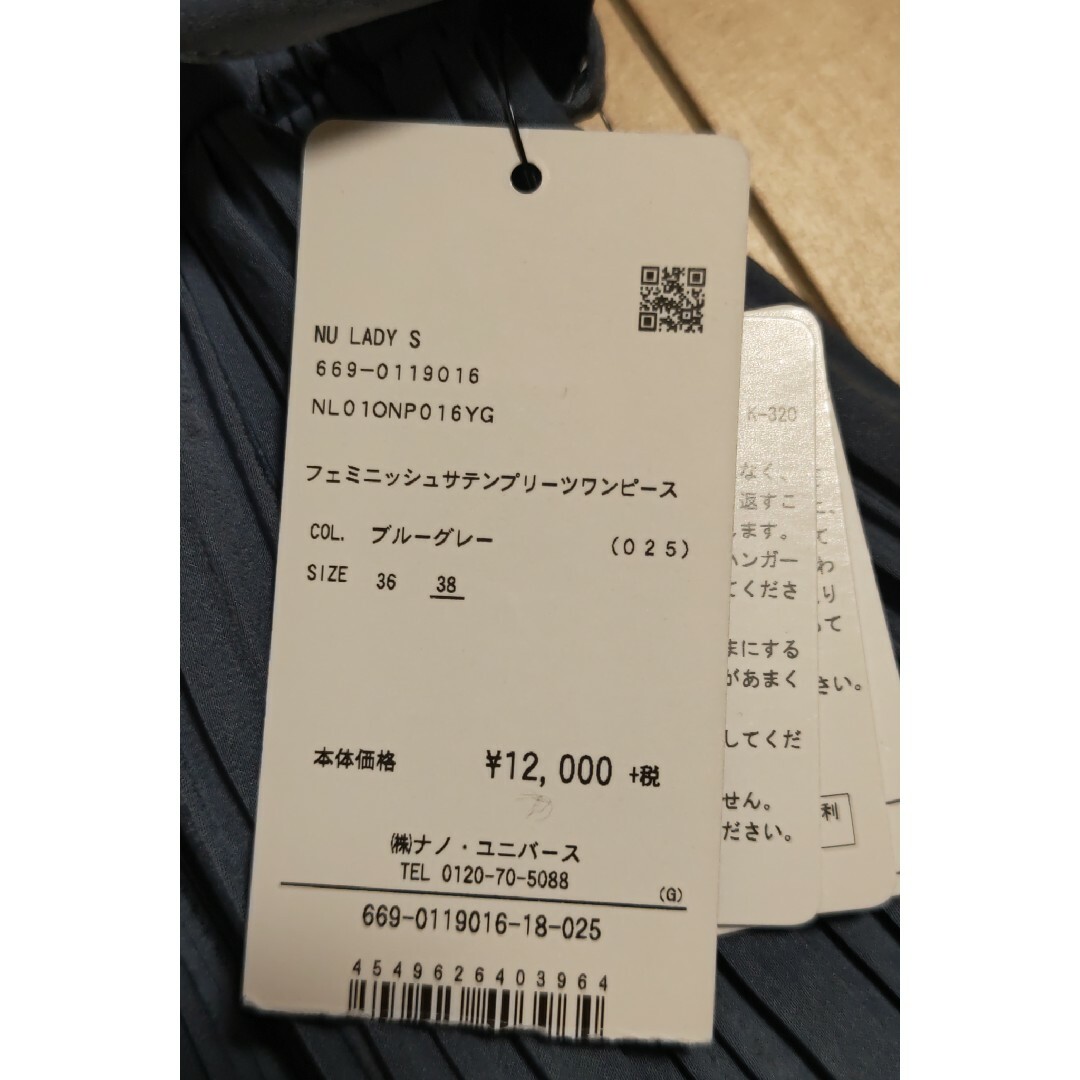 NU LADY S
669-0119016
NL01ONP016YG
フェミニッシュサテンプリーツワンピース
COL. ブルーグレー (025)
SIZE 36 38
本体価格 ¥12,000 +税
㈱ナノ・ユニバース
TEL 0120-70-5088
(G)
669-0119016-18-025
4549626403964
K-320
なく、
返すこ
します。
ハンガー
てくださ
まにする
があまく
してくだ
せん。
ださい。
て
わ
り
って
さい。
利